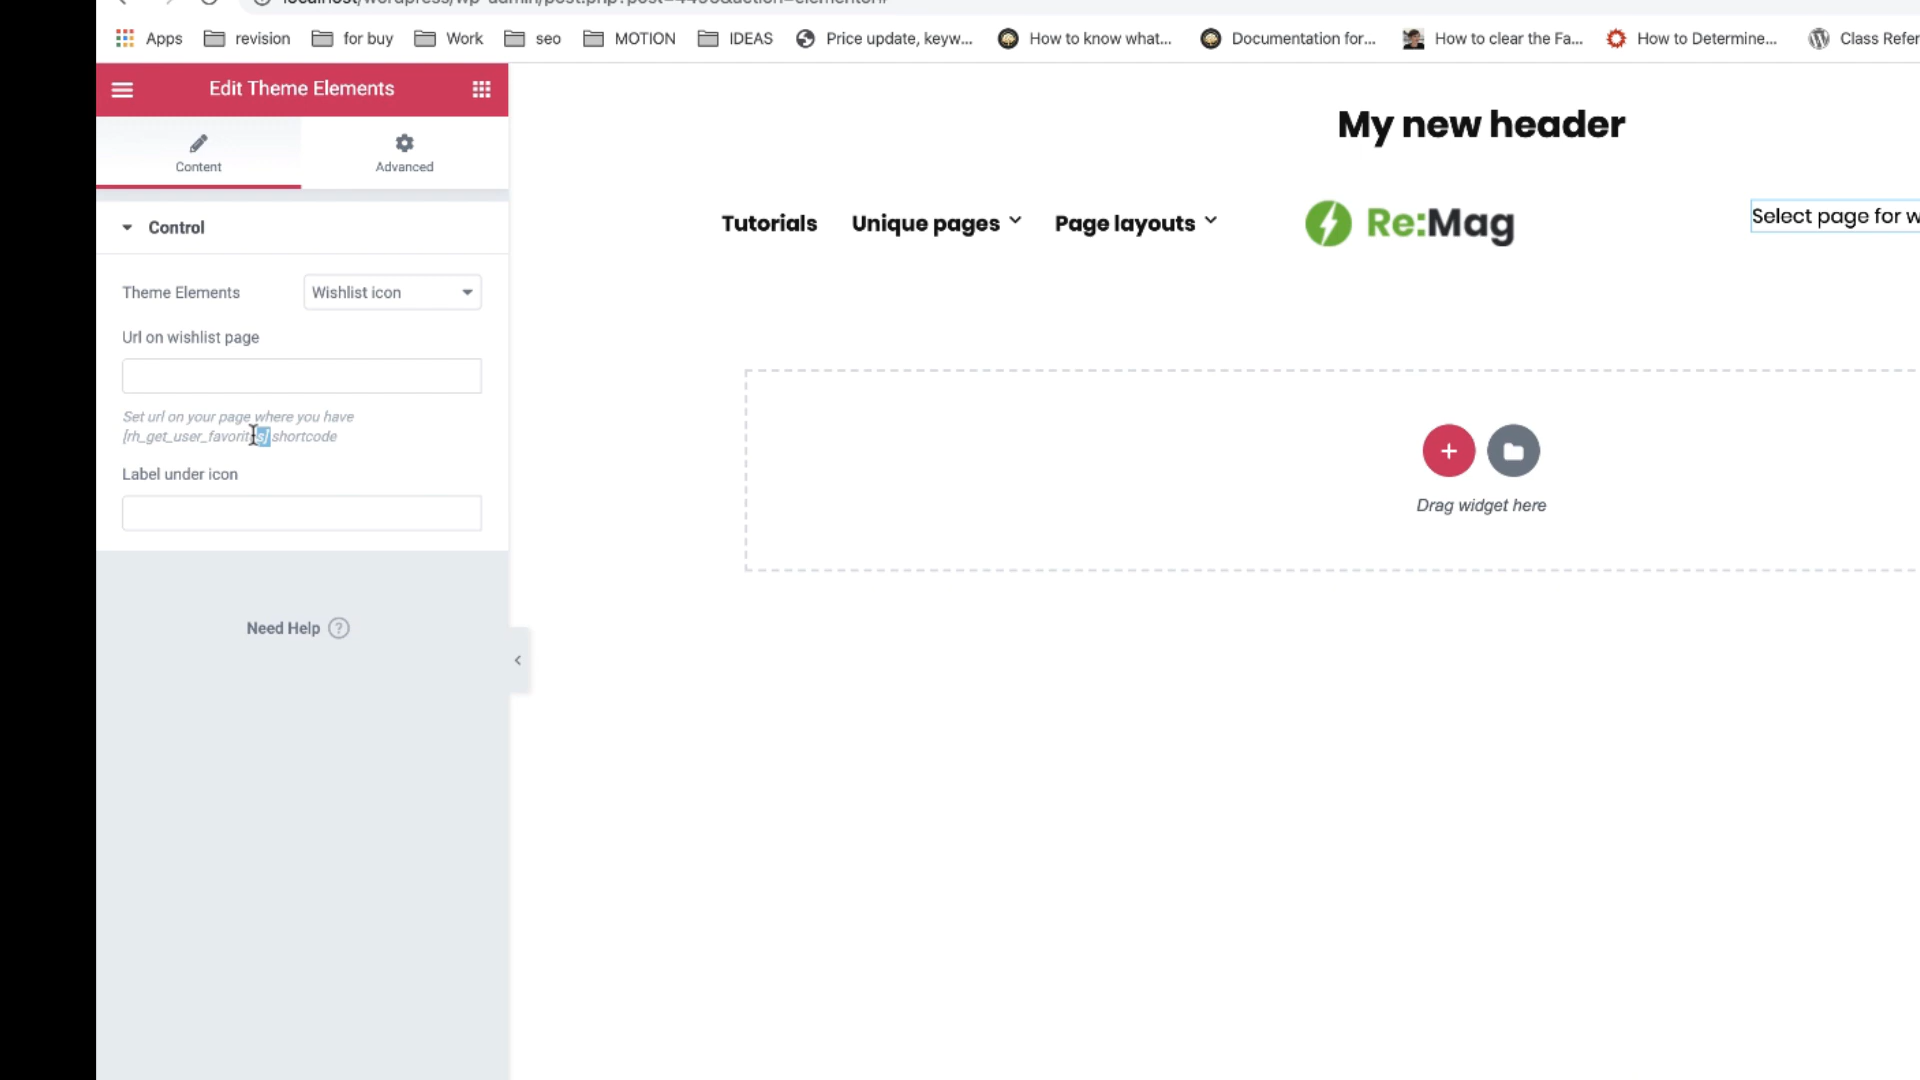 Apps revision for buy Work seo MOTION IDEAS Price update, keyw... How to know what... Documentation for... How to clear the Fa... How to Determine... Class Refer
Edit Theme Elements
Content Advanced
Control
Theme Elements Wishlist icon
Url on wishlist page
Set url on your page where you have
[rh_get_user_favorites] shortcode
Label under icon
Need Help
My new header
Tutorials Unique pages Page layouts Re:Mag Select page for w
Drag widget here